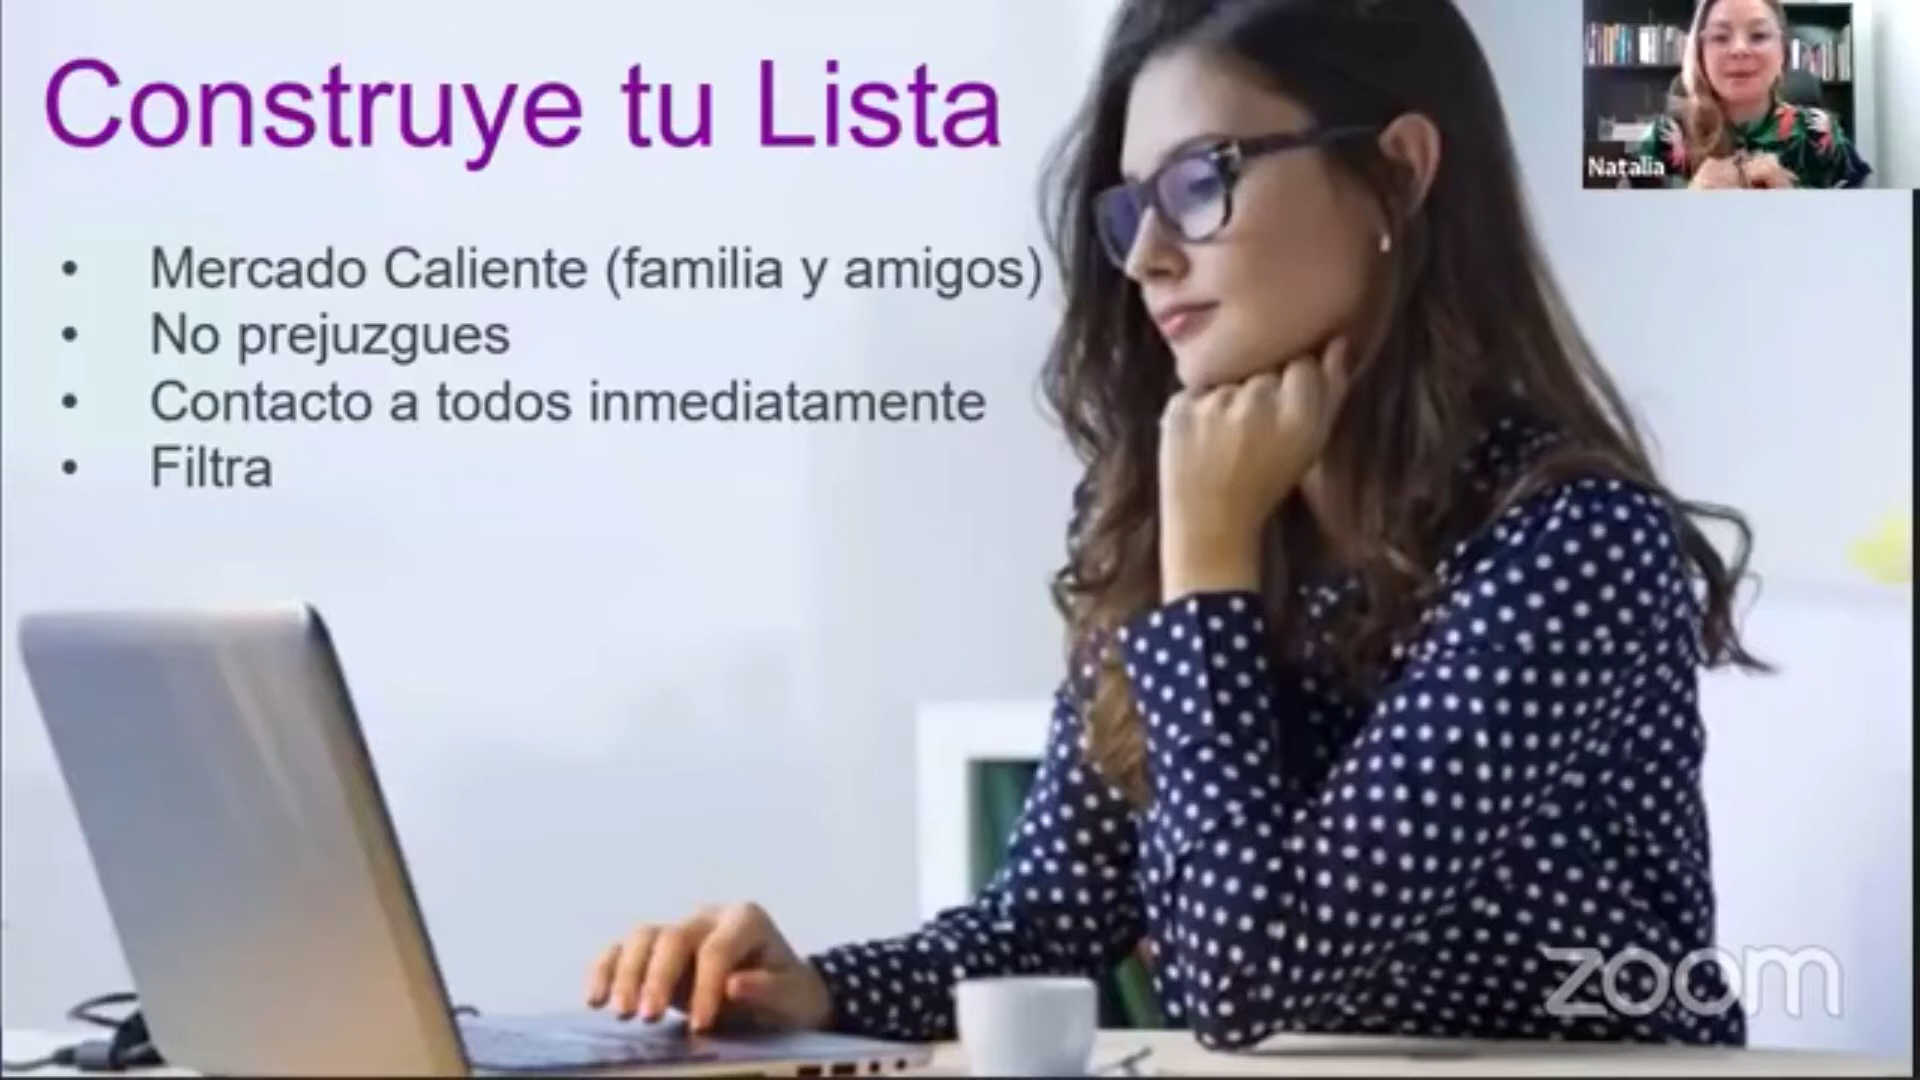 Construye tu Lista
• Mercado Caliente (familia y amigos)
• No prejuzgues
• Contacto a todos inmediatamente
• Filtra
Natalia
zoom